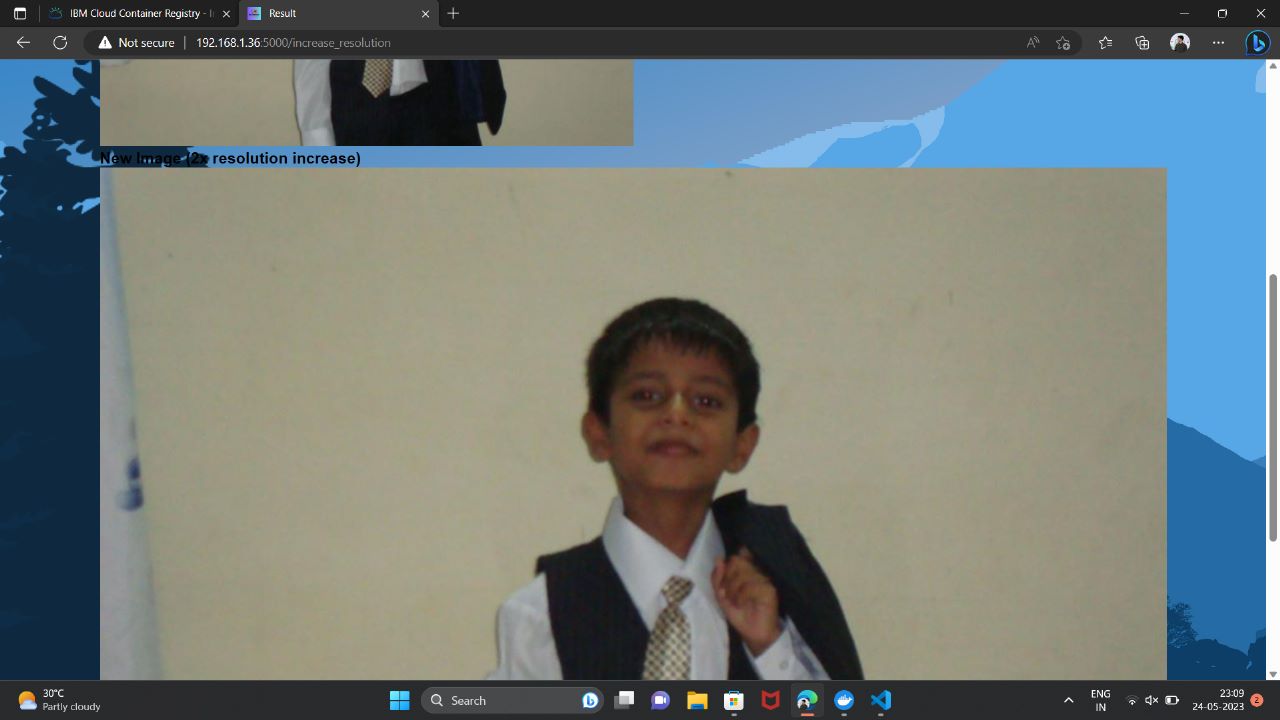 IBM Cloud Container Registry - I
Result
Not secure
192.168.1.36:5000/increase_resolution
New Image (2x resolution increase)
30°C
Partly cloudy
Search
ENG
IN
23:09
24-05-2023
2